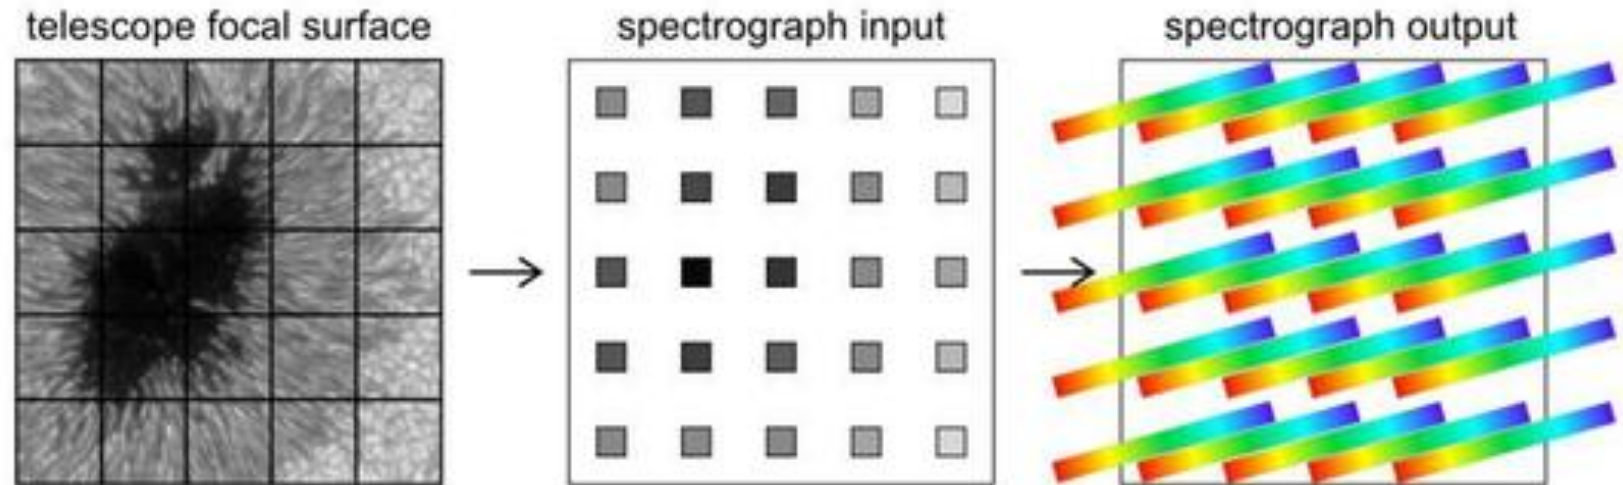 telescope focal surface
spectrograph input
spectrograph output